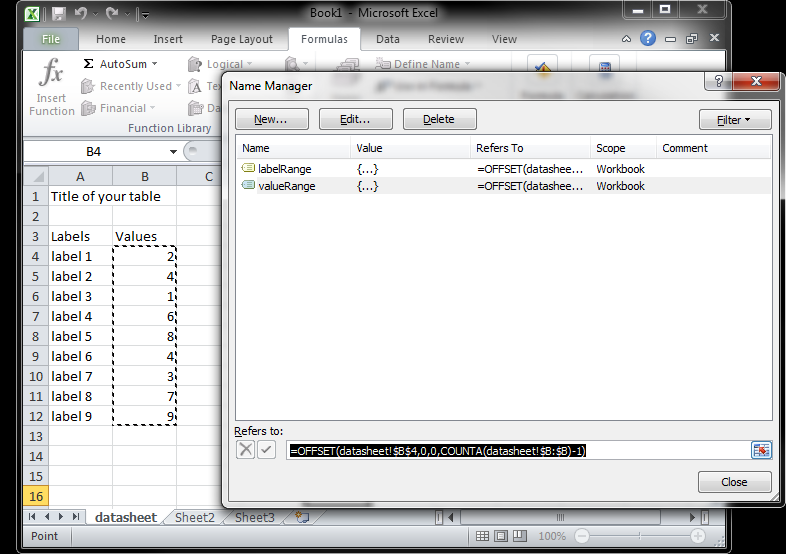 Book1 - Microsoft Excel
File Home Insert Page Layout Formulas Data Review View
fx
Insert Function
Σ AutoSum
Recently Used
Financial
Logical
Define Name
Function Library
B4
A B C
1 Title of your table
2
3 Labels Values
4 label 1 2
5 label 2 4
6 label 3 1
7 label 4 6
8 label 5 8
9 label 6 4
10 label 7 3
11 label 8 7
12 label 9 9
13
14
15
16
Name Manager
New... Edit... Delete Filter
Name Value Refers To Scope Comment
labelRange {...} =OFFSET(datashee... Workbook
valueRange {...} =OFFSET(datashee... Workbook
Refers to:
=OFFSET(datasheet!$B$4,0,0,COUNTA(datasheet!$B:$B)-1)
Close
datasheet Sheet2 Sheet3
Point 100%